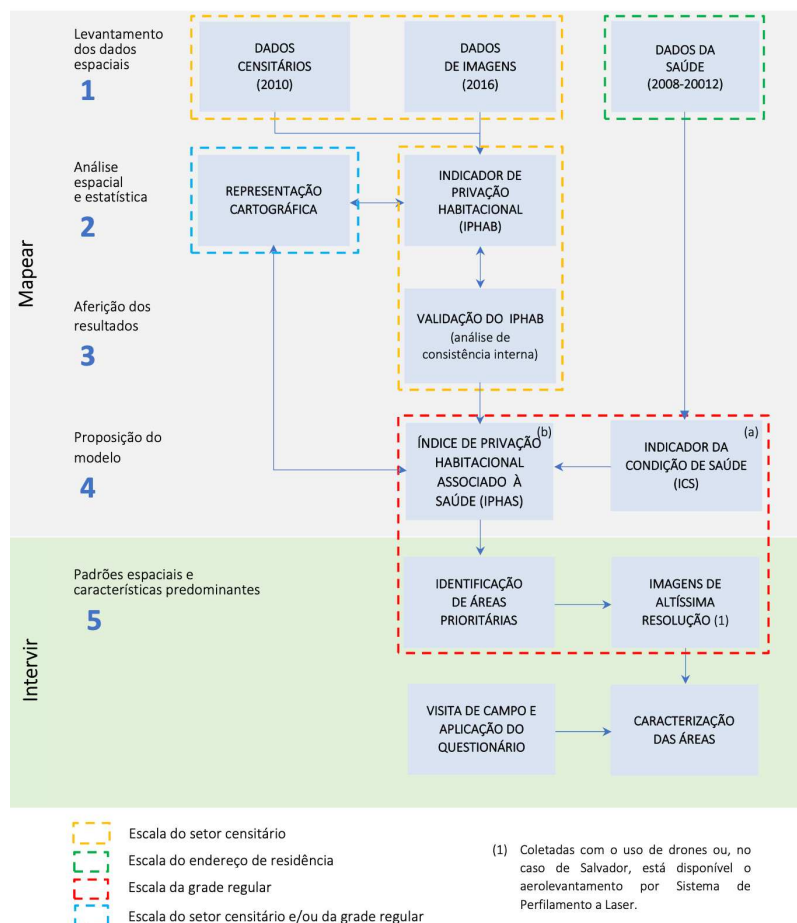 Levantamento
dos dados
espaciais
1
DADOS
CENSITÁRIOS
(2010)
DADOS
DE IMAGENS
(2016)
DADOS DA
SAÚDE
(2008-20012)
Mapear
Análise
espacial
e estatística
2
REPRESENTAÇÃO
CARTOGRÁFICA
INDICADOR DE
PRIVAÇÃO
HABITACIONAL
(IPHAB)
Aferição dos
resultados
3
VALIDAÇÃO DO IPHAB
(análise de
consistência interna)
Proposição do
modelo
4
(b)
ÍNDICE DE PRIVAÇÃO
HABITACIONAL
ASSOCIADO À
SAÚDE (IPHAS)
(a)
INDICADOR DA
CONDIÇÃO DE SAÚDE
(ICS)
Intervir
Padrões espaciais e
características predominantes
5
IDENTIFICAÇÃO
DE ÁREAS
PRIORITÁRIAS
IMAGENS DE
ALTÍSSIMA
RESOLUÇÃO (1)
VISITA DE CAMPO E
APLICAÇÃO DO
QUESTIONÁRIO
CARACTERIZAÇÃO
DAS ÁREAS
Escala do setor censitário
Escala do endereço de residência
Escala da grade regular
Escala do setor censitário e/ou da grade regular
(1) Coletadas com o uso de drones ou, no
caso de Salvador, está disponível o
aerolevantamento por Sistema de
Perfilamento a Laser.